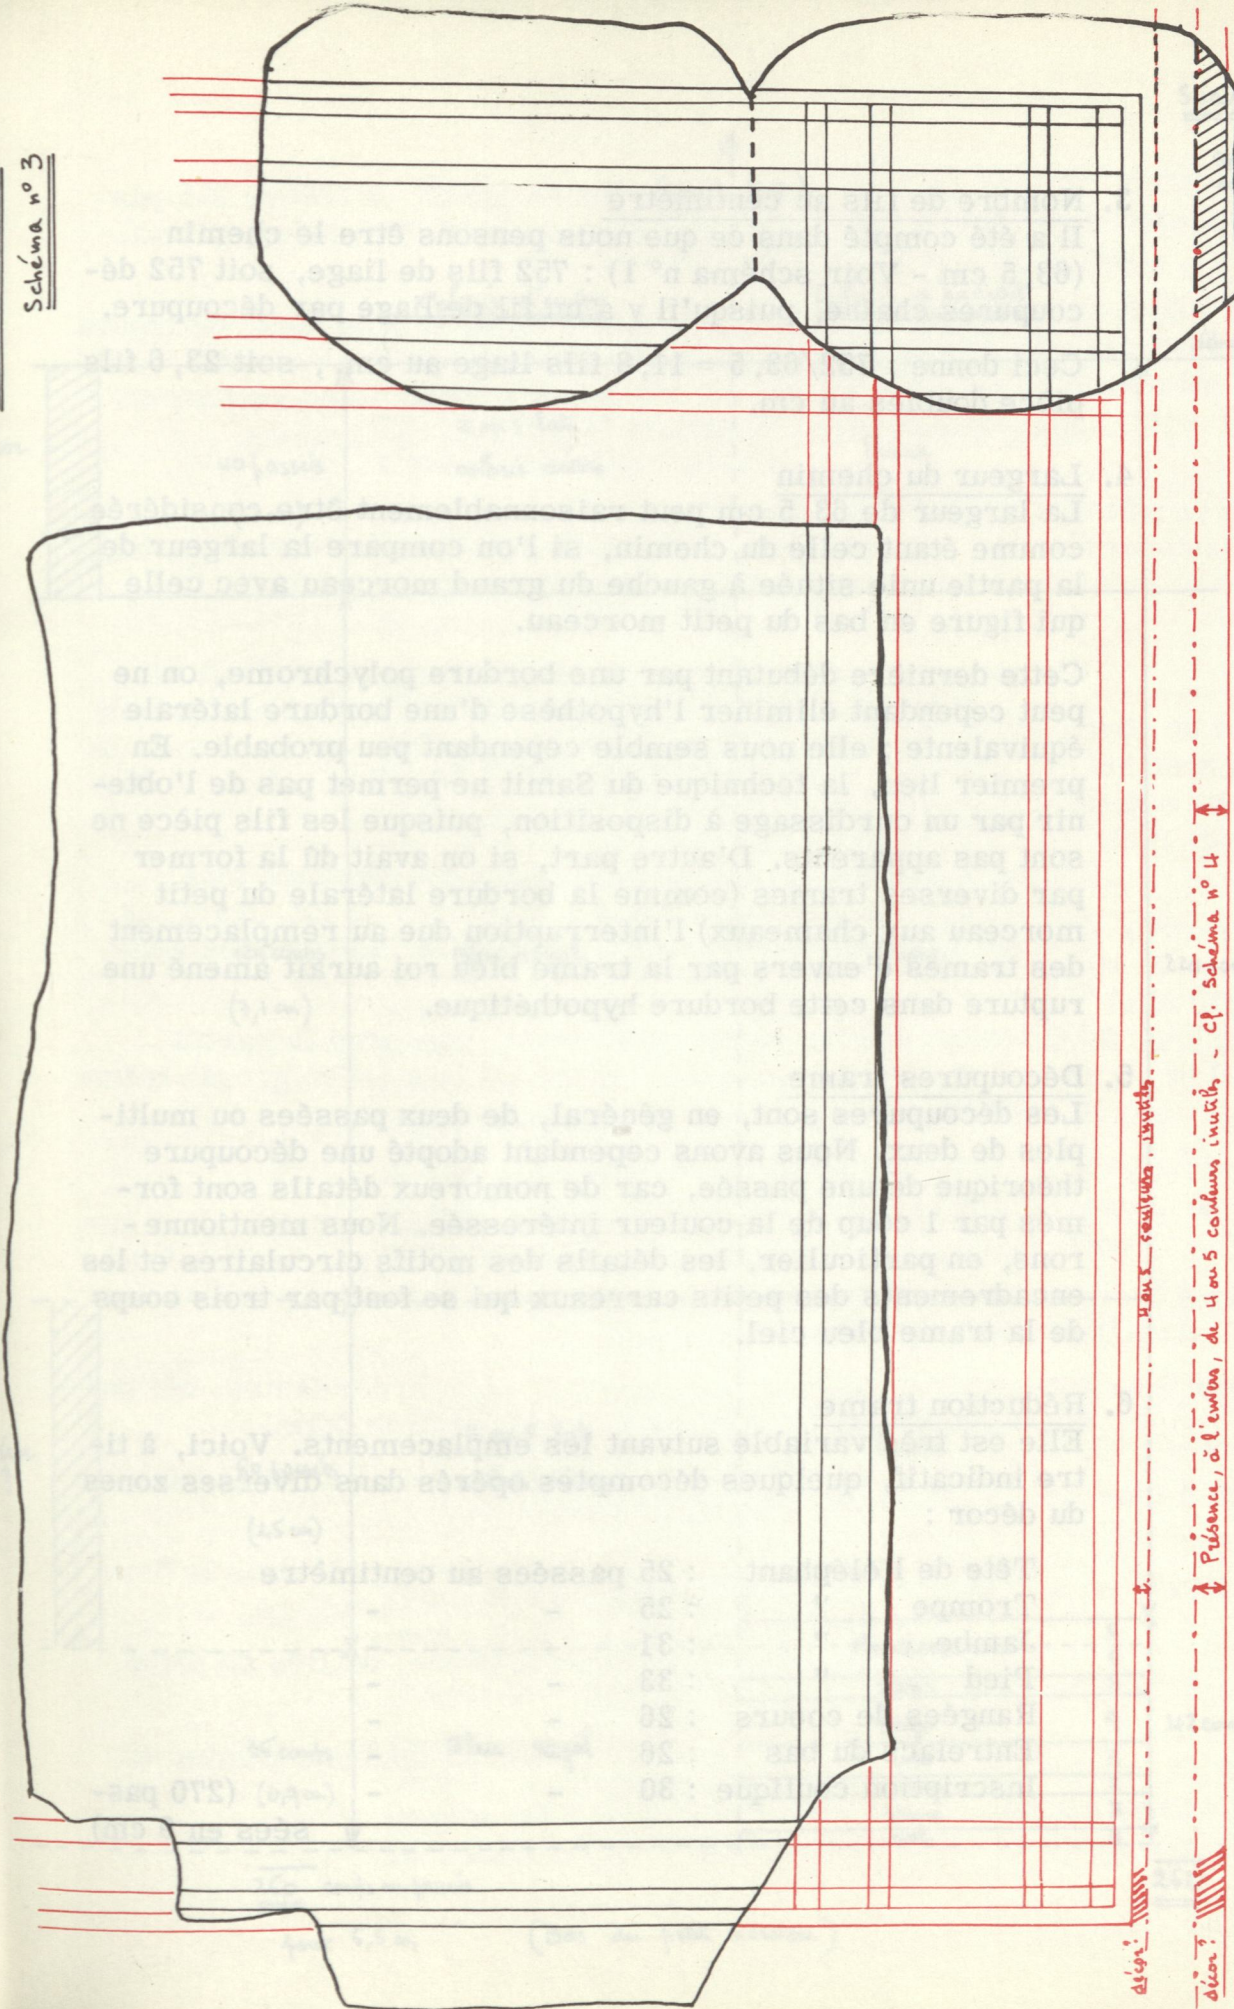 Schéma n° 3
3. Nombre de fils au centimètre
Il a été compté dans ce que nous pensons être le chemin
(63,5 cm - Voir schéma n° 1) : 752 fils de liage, soit 752 dé-
coupures chaîne, puisqu'il y a un fil de liage par découpure.
Ceci donne : 752/63,5 = 11,8 fils liage au cm, soit 23,6 fils
au cm.
4. Largeur du chemin
La largeur de 63,5 cm peut raisonnablement être considérée
comme étant celle du chemin, si l'on compare la largeur de
la partie unie située à gauche du grand morceau avec celle
qui figure en bas du petit morceau.
Cette dernière débutant par une bordure polychrome, on ne
peut cependant éliminer l'hypothèse d'une bordure latérale
équivalente ; elle nous semble cependant peu probable. En
premier lieu, la technique du Samit ne permet pas de l'obte-
nir par un ourdissage à disposition, puisque les fils pièce ne
sont pas apparents. D'autre part, si on avait dû la former
par diverses trames (comme la bordure latérale du petit
morceau aux chameaux) l'interruption due au remplacement
des trames d'envers par la trame bleu roi aurait amené une
rupture dans cette bordure hypothétique.
5. Découpures trame
Les découpures sont, en général, de deux passées ou multi-
ples de deux. Nous avons cependant adopté une découpure
théorique de une passée, car de nombreux détails sont for-
més par 1 coup de la couleur intéressée. Nous mentionne-
rons, en particulier, les détails des motifs circulaires et les
encadrements des petits carreaux qui se font par trois coups
de la trame bleu ciel.
6. Réduction trame
Elle est très variable suivant les emplacements. Voici, à ti-
tre indicatif, quelques décomptes opérés dans diverses zones
du décor :
Tête de l'éléphant : 25 passées au centimètre
Trompe " : 25 - -
Jambe " : 31 - -
Pied " : 33 - -
Rangées de coeurs : 26 - -
Entrelac du bas : 26 - -
Inscription coufique : 30 - - (270 pas-
sées en 9 cm)
4 ou 5 couleurs inutiles
Présence, à l'envers, de 4 ou 5 couleurs inutiles - cf. Schéma n° 4
décor?
décor?